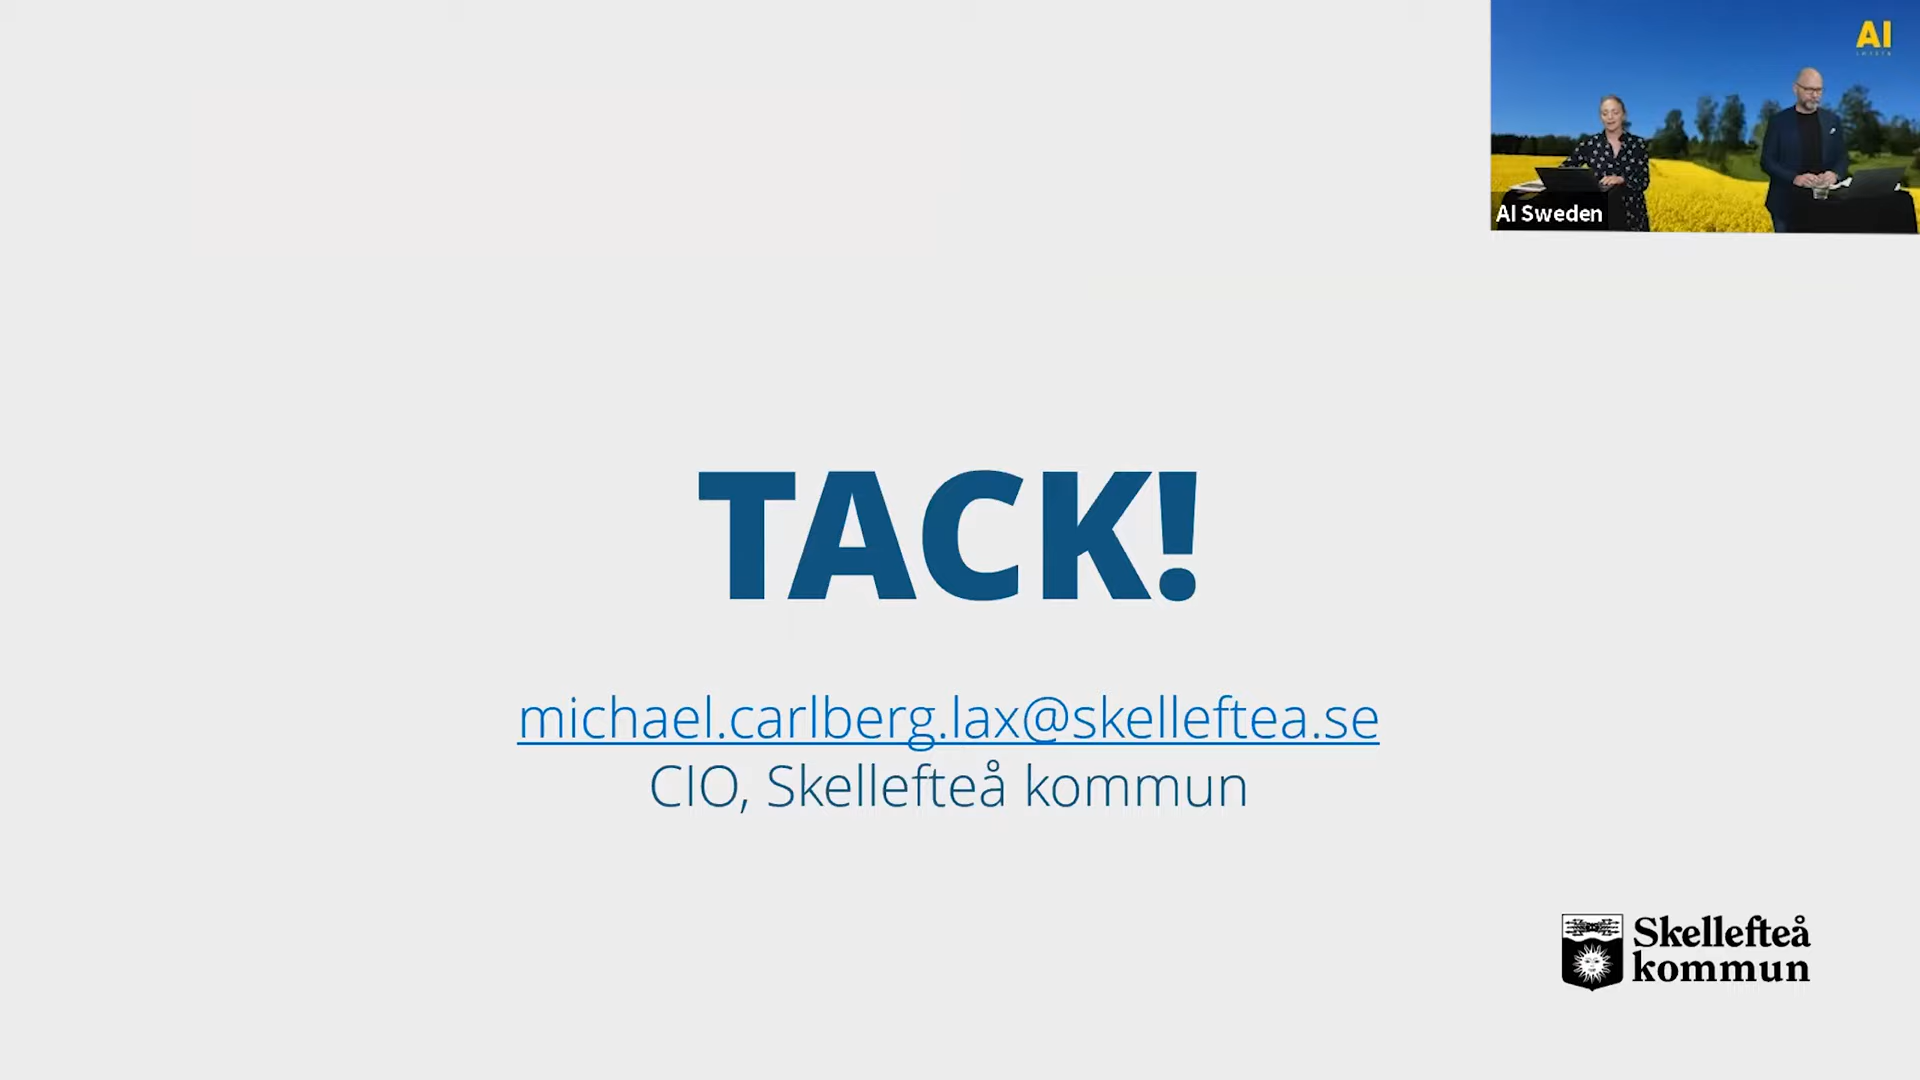 AI
AI Sweden
TACK!
michael.carlberg.lax@skelleftea.se
CIO, Skellefteå kommun
Skellefteå
kommun